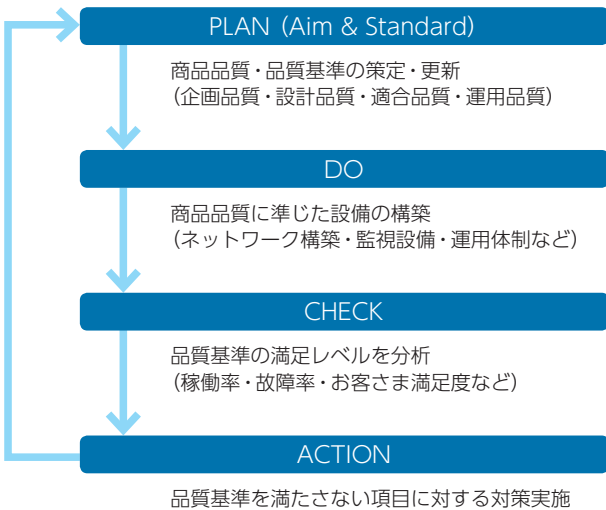 PLAN (Aim & Standard)
商品品質・品質基準の策定・更新
（企画品質・設計品質・適合品質・運用品質）
DO
商品品質に準じた設備の構築
（ネットワーク構築・監視設備・運用体制など）
CHECK
品質基準の満足レベルを分析
（稼働率・故障率・お客さま満足度など）
ACTION
品質基準を満たさない項目に対する対策実施